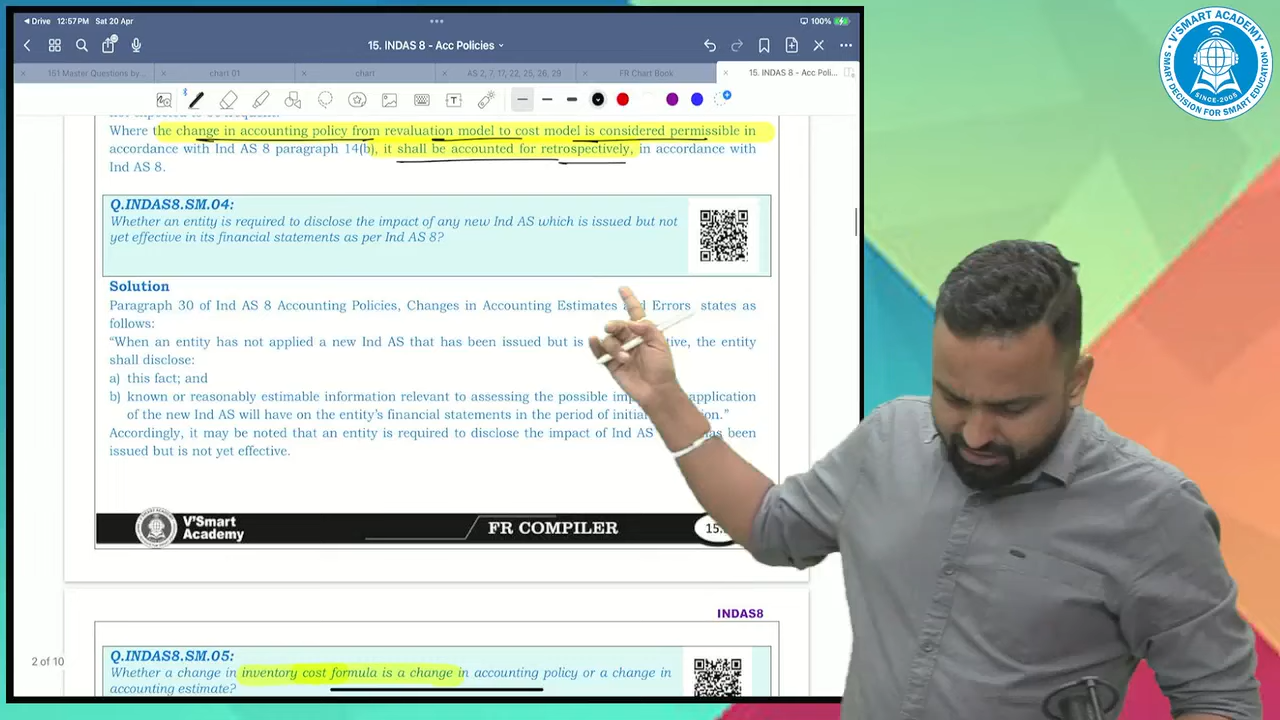 Drive 12:57PM Sat 20 Apr
100%
15. INDAS 8 - Acc Policies
161 Master Questions by...
chart 01
chart
AS 2, 7, 17, 22, 25, 26, 29
FR Chart Book
15. INDAS 8 - Acc Poli...
Where the change in accounting policy from revaluation model to cost model is considered permissible in
accordance with Ind AS 8 paragraph 14(b), it shall be accounted for retrospectively, in accordance with
Ind AS 8.
Q.INDAS8.SM.04:
Whether an entity is required to disclose the impact of any new Ind AS which is issued but not
yet effective in its financial statements as per Ind AS 8?
Solution
Paragraph 30 of Ind AS 8 Accounting Policies, Changes in Accounting Estimates and Errors states as
follows:
“When an entity has not applied a new Ind AS that has been issued but is the entity
shall disclose:
a) this fact; and
b) known or reasonably estimable information relevant to assessing the possible application
of the new Ind AS will have on the entity’s financial statements in the period of initial
Accordingly, it may be noted that an entity is required to disclose the impact of Ind AS has been
issued but is not yet effective.
V'Smart
Academy
FR COMPILER
15.
INDAS8
2 of 10
Q.INDAS8.SM.05:
Whether a change in inventory cost formula is a change in accounting policy or a change in
accounting estimate?
V'SMART ACADEMY
SMART DECISION FOR SMART EDUCATION
SINCE-2005